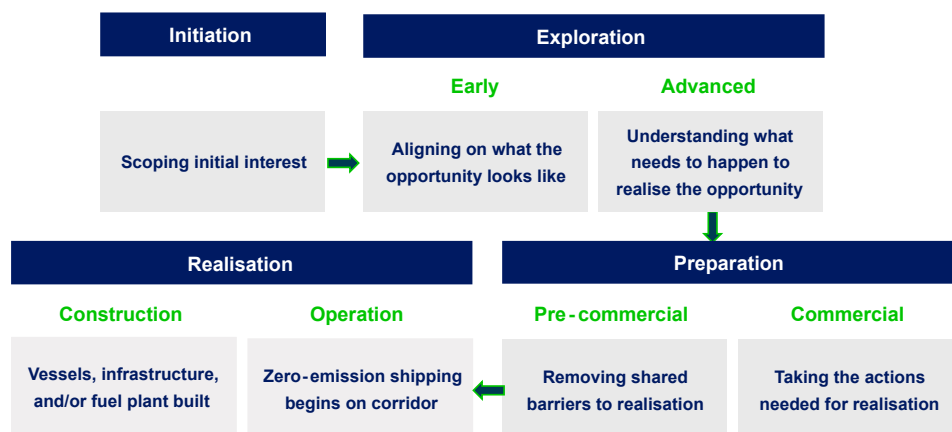 Initiation
Exploration
Early
Advanced
Scoping initial interest
Aligning on what the
opportunity looks like
Understanding what
needs to happen to
realise the opportunity
Realisation
Preparation
Construction
Operation
Pre-commercial
Commercial
Vessels, infrastructure,
and/or fuel plant built
Zero-emission shipping
begins on corridor
Removing shared
barriers to realisation
Taking the actions
needed for realisation